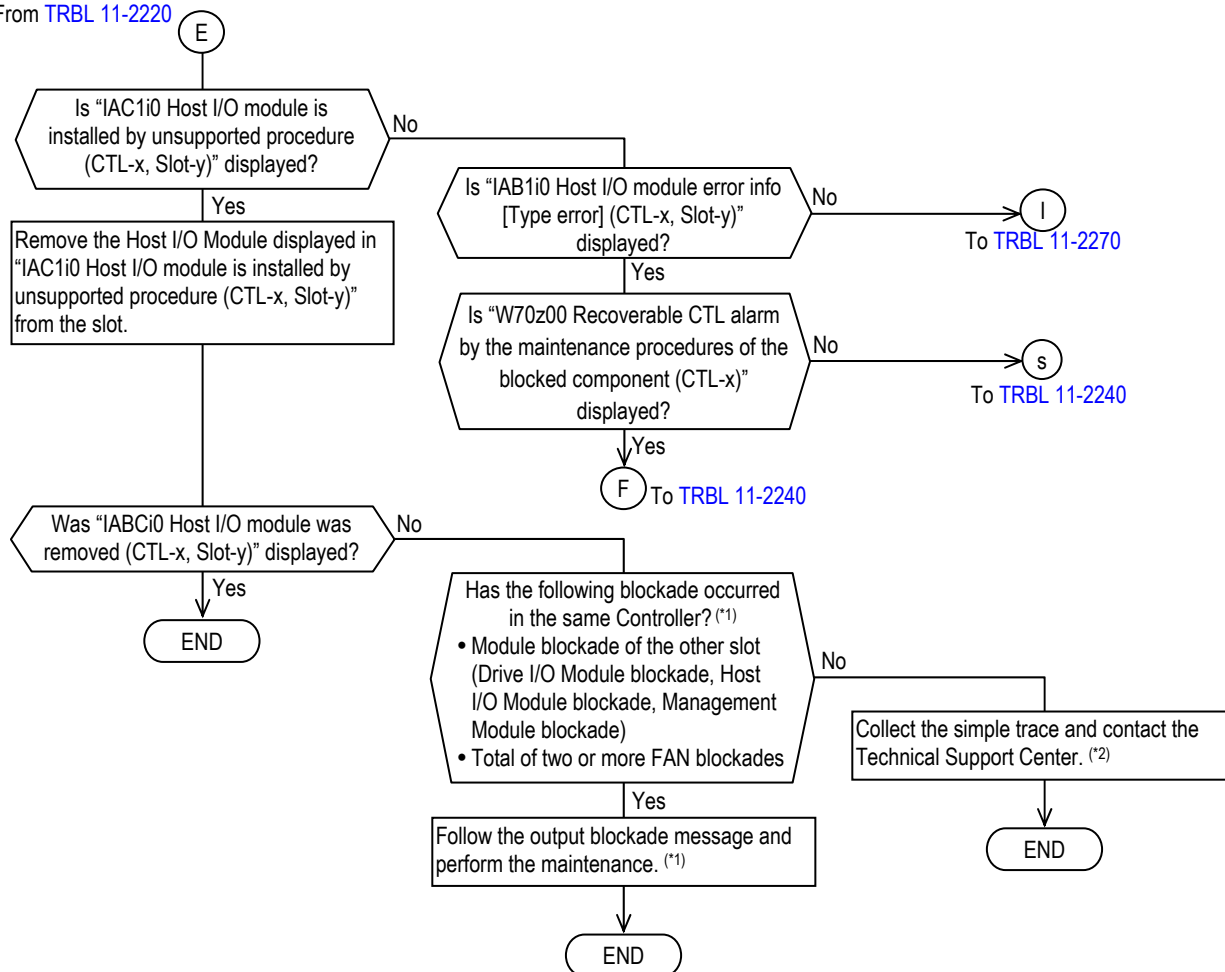 From TRBL 11-2220
E
Is “IAC1i0 Host I/O module is
installed by unsupported procedure
(CTL-x, Slot-y)” displayed?
No
Yes
Remove the Host I/O Module displayed in
“IAC1i0 Host I/O module is installed by
unsupported procedure (CTL-x, Slot-y)”
from the slot.
Is “IAB1i0 Host I/O module error info
[Type error] (CTL-x, Slot-y)”
displayed?
No
I
To TRBL 11-2270
Yes
Is “W70z00 Recoverable CTL alarm
by the maintenance procedures of the
blocked component (CTL-x)”
displayed?
No
s
To TRBL 11-2240
Yes
F
To TRBL 11-2240
Was “IABCi0 Host I/O module was
removed (CTL-x, Slot-y)” displayed?
No
Yes
END
Has the following blockade occurred
in the same Controller? (*1)
• Module blockade of the other slot
(Drive I/O Module blockade, Host
I/O Module blockade, Management
Module blockade)
• Total of two or more FAN blockades
No
Collect the simple trace and contact the
Technical Support Center. (*2)
END
Yes
Follow the output blockade message and
perform the maintenance. (*1)
END